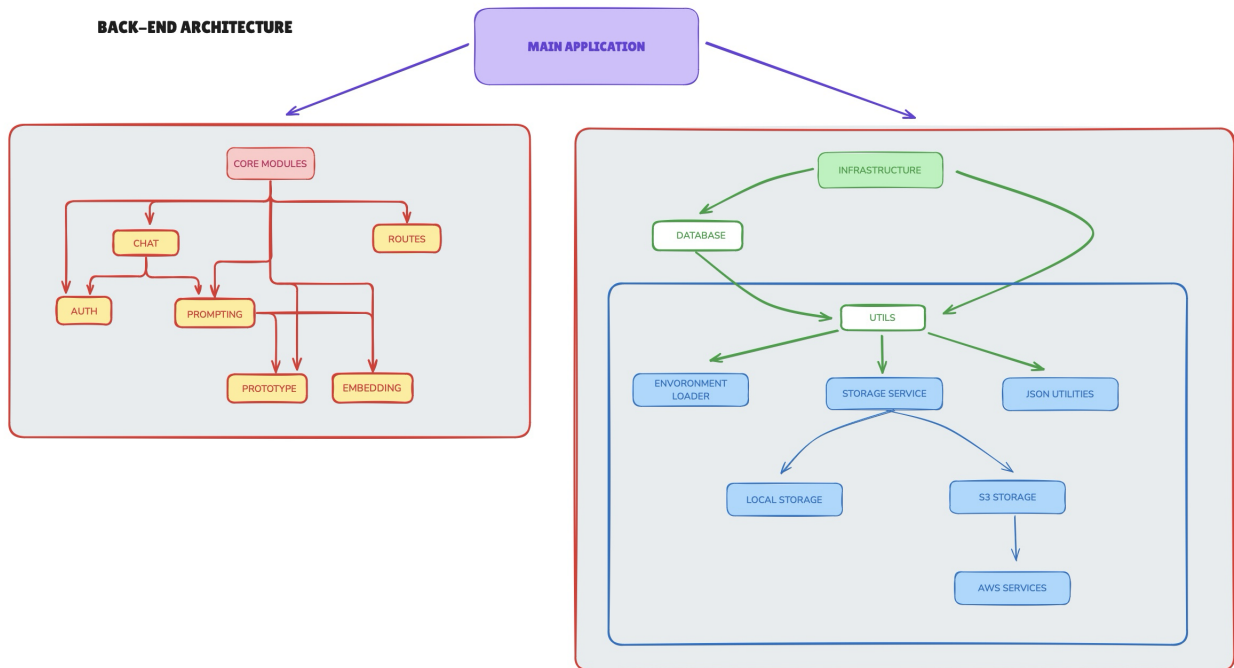 BACK-END ARCHITECTURE
MAIN APPLICATION
CORE MODULES
CHAT
ROUTES
AUTH
PROMPTING
PROTOTYPE
EMBEDDING
INFRASTRUCTURE
DATABASE
UTILS
ENVORONMENT
LOADER
STORAGE SERVICE
JSON UTILITIES
LOCAL STORAGE
S3 STORAGE
AWS SERVICES